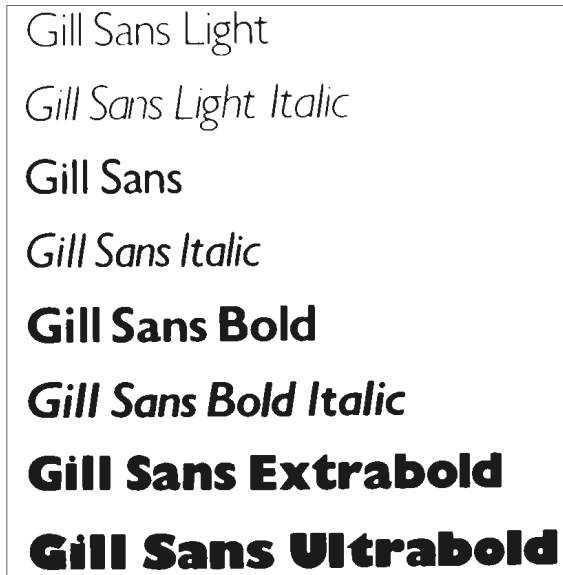 Gill Sans Light
Gill Sans Light Italic
Gill Sans
Gill Sans Italic
Gill Sans Bold
Gill Sans Bold Italic
Gill Sans Extrabold
Gill Sans Ultrabold